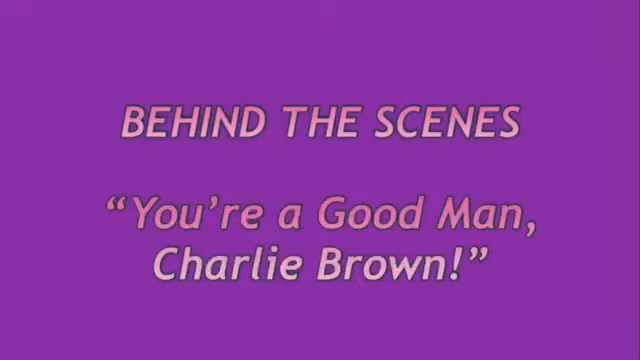 BEHIND THE SCENES
“You’re a Good Man,
Charlie Brown!”